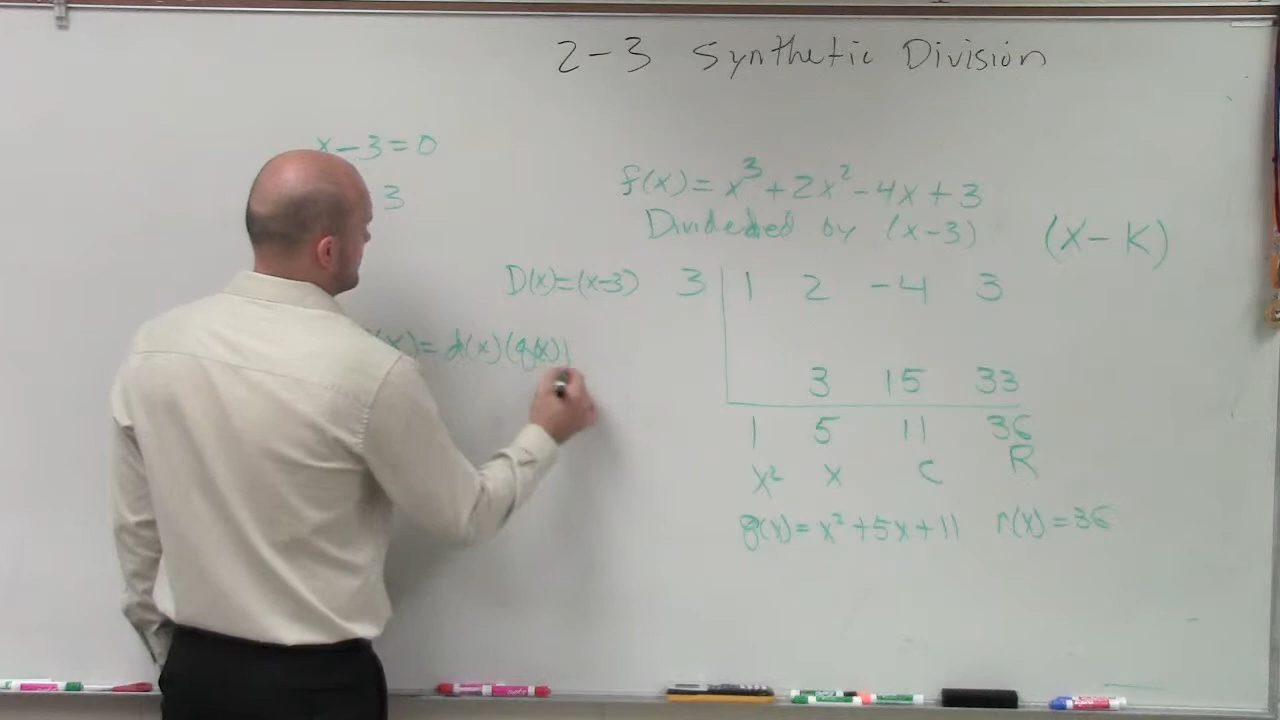 2-3 Synthetic Division
x-3=0
3
f(x)=x³+2x²-4x+3
Divideded by (x-3)
(X-K)
D(x)=(x-3) 3 1 2 -4 3
(x)=d(x)(q(x))
3 15 33
1 5 11 36
x² x C R
q(x)=x²+5x+11 r(x)=36